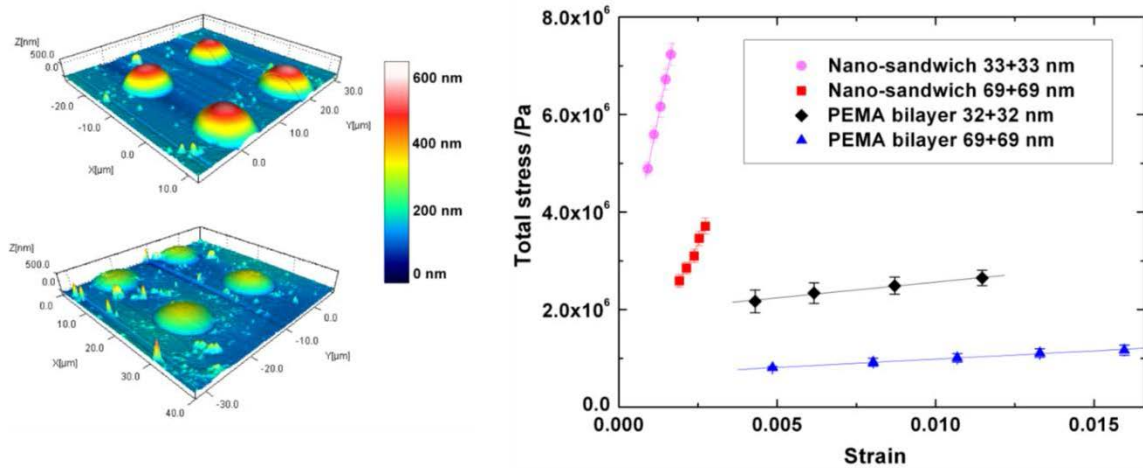 Z[nm]
500.0
0.0
-20.0
-10.0
X[µm]
0.0
10.0
30.0
20.0
Y[µm]
10.0
0.0
600 nm
400 nm
200 nm
0 nm
Z[nm]
500.0
0.0
0.0
10.0
X[µm]
20.0
30.0
40.0
0.0
-10.0
Y[µm]
-20.0
-30.0
Total stress /Pa
8.0x10⁶
6.0x10⁶
4.0x10⁶
2.0x10⁶
0.0
Nano-sandwich 33+33 nm
Nano-sandwich 69+69 nm
PEMA bilayer 32+32 nm
PEMA bilayer 69+69 nm
0.000 0.005 0.010 0.015
Strain